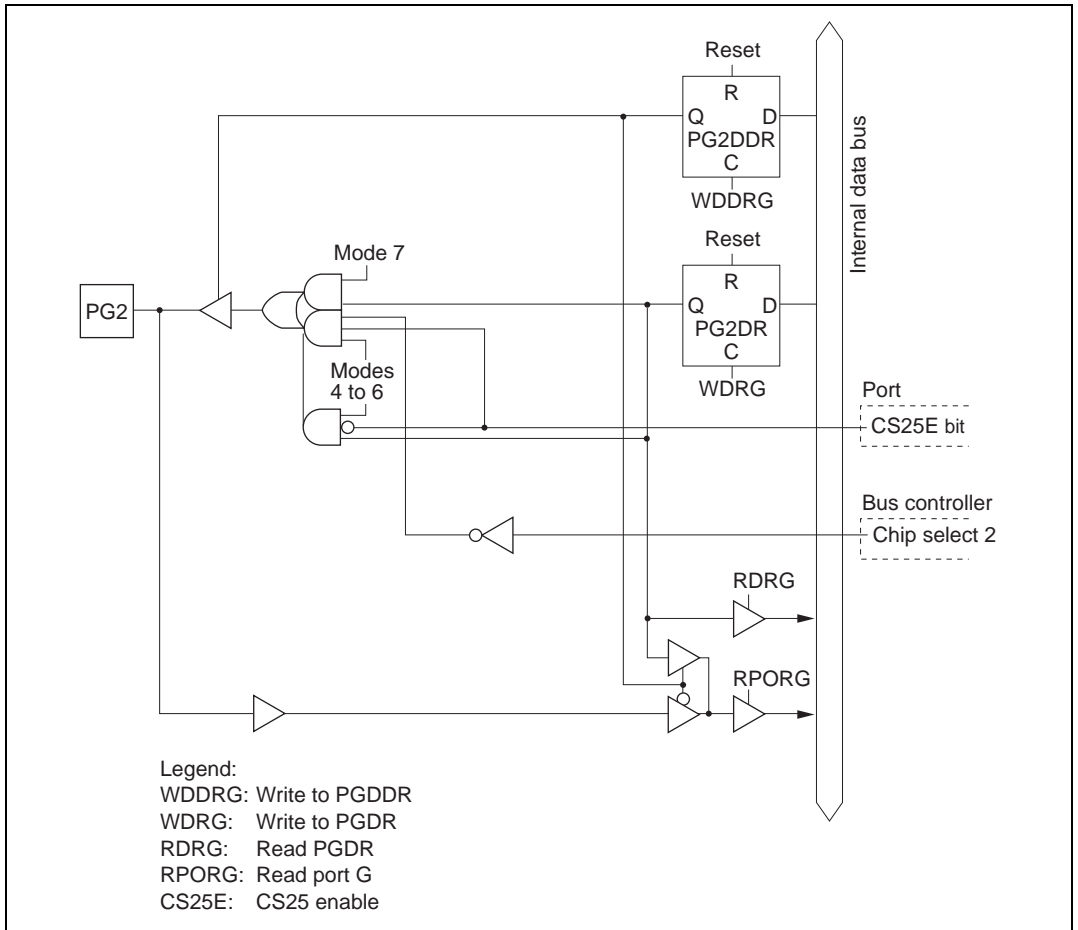 Reset
R
Q D
PG2DDR
C
WDDRG
Internal data bus
Reset
R
Q D
PG2DR
C
WDRG
Mode 7
PG2
Modes
4 to 6
Port
CS25E bit
Bus controller
Chip select 2
RDRG
RPORG
Legend:
WDDRG: Write to PGDDR
WDRG: Write to PGDR
RDRG: Read PGDR
RPORG: Read port G
CS25E: CS25 enable